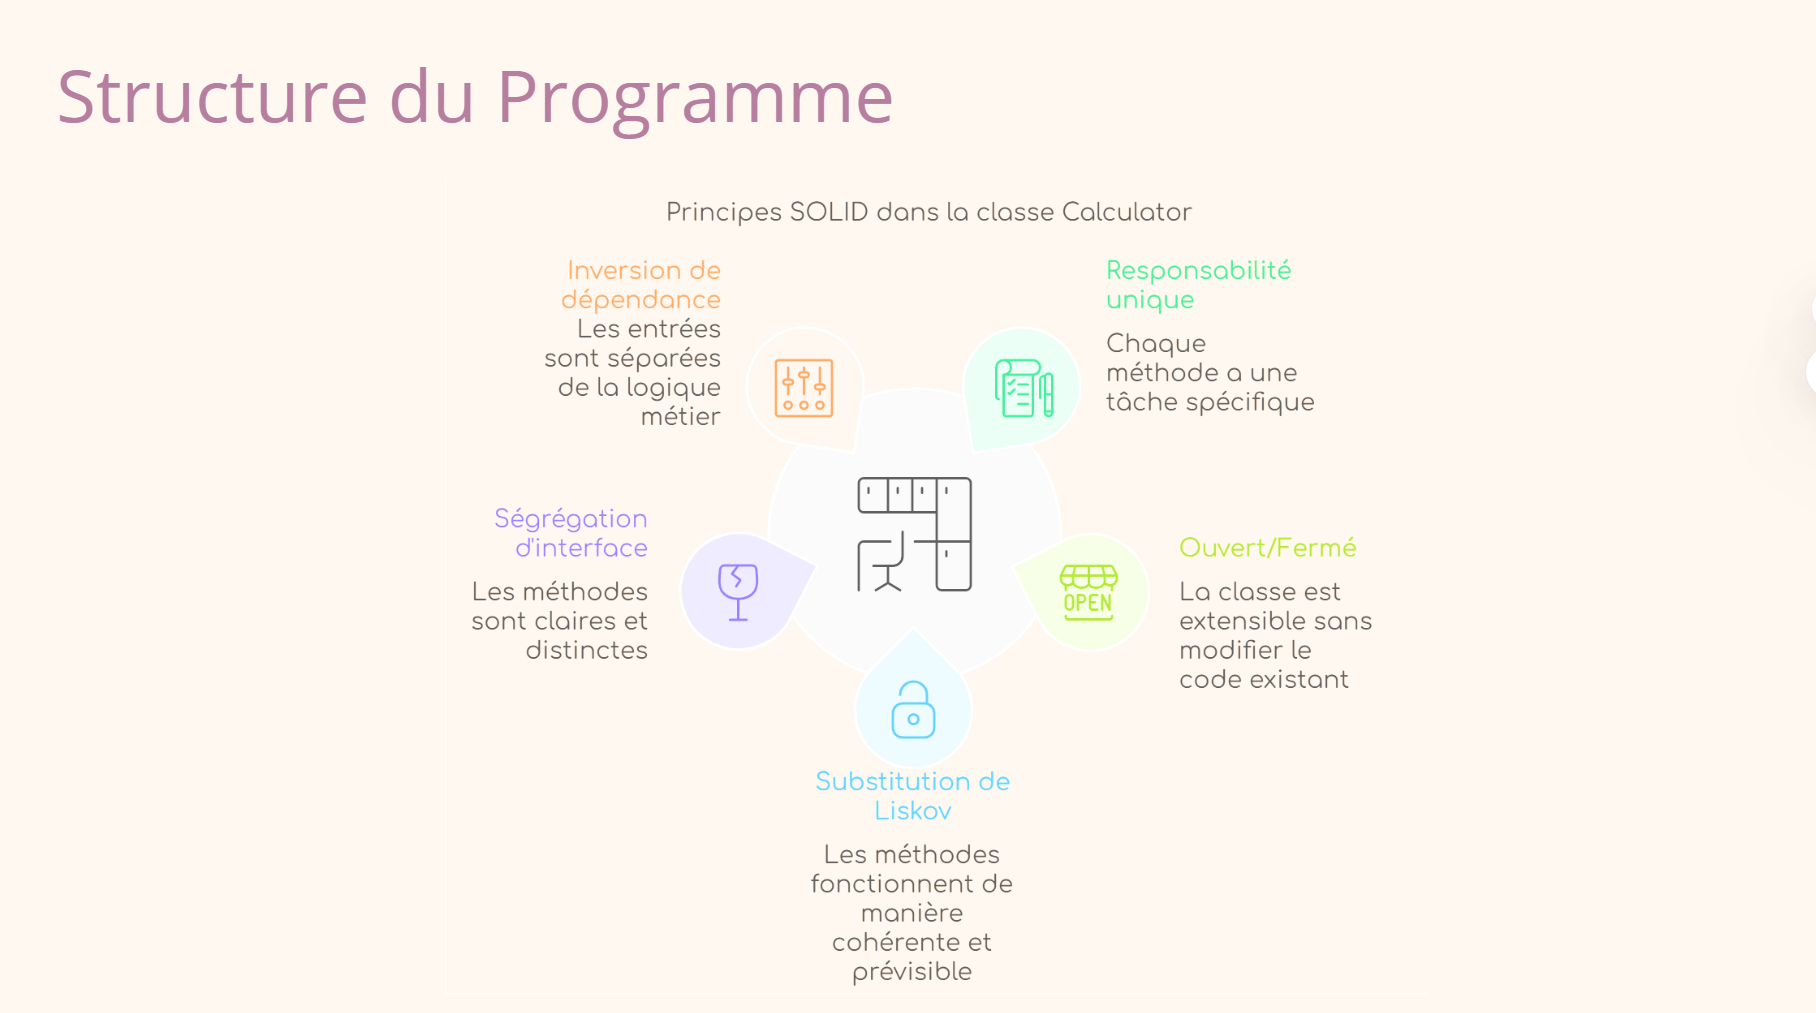 Structure du Programme
Principes SOLID dans la classe Calculator
Inversion de
dépendance
Les entrées
sont séparées
de la logique
métier
Responsabilité
unique
Chaque
méthode a une
tâche spécifique
Ségrégation
d'interface
Les méthodes
sont claires et
distinctes
OPEN
Ouvert/Fermé
La classe est
extensible sans
modifier le
code existant
Substitution de
Liskov
Les méthodes
fonctionnent de
manière
cohérente et
prévisible